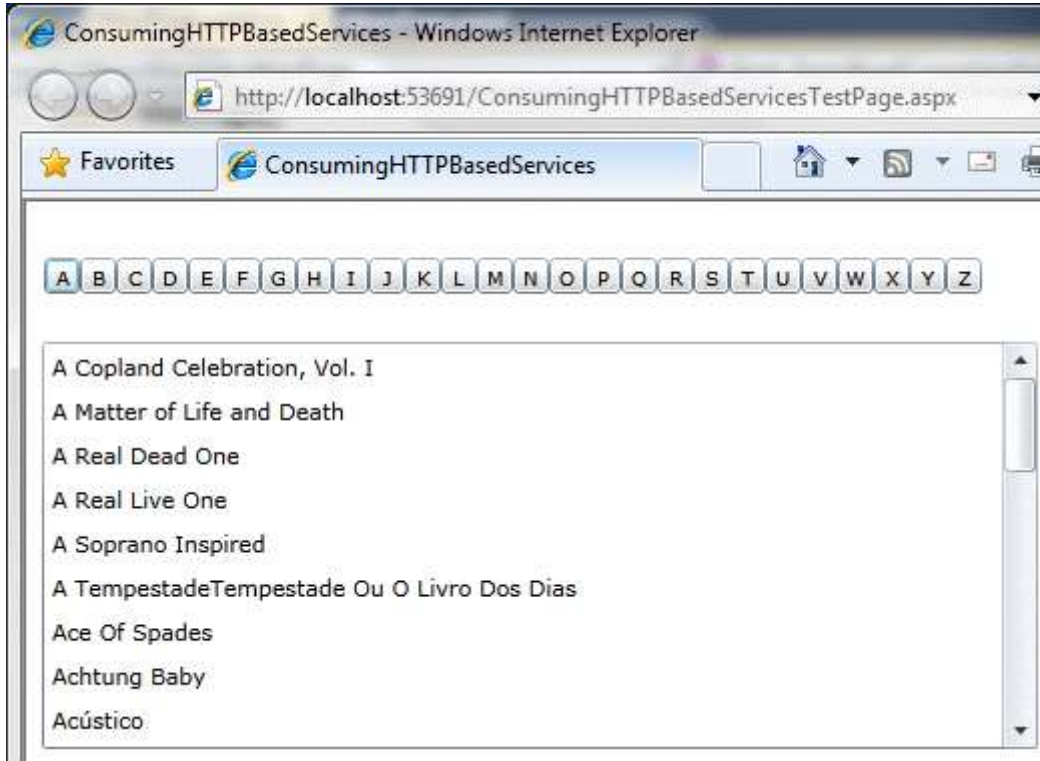 ConsumingHTTPBasedServices - Windows Internet Explorer
http://localhost:53691/ConsumingHTTPBasedServicesTestPage.aspx
Favorites ConsumingHTTPBasedServices
A B C D E F G H I J K L M N O P Q R S T U V W X Y Z
A Copland Celebration, Vol. I
A Matter of Life and Death
A Real Dead One
A Real Live One
A Soprano Inspired
A TempestadeTempestade Ou O Livro Dos Dias
Ace Of Spades
Achtung Baby
Acústico